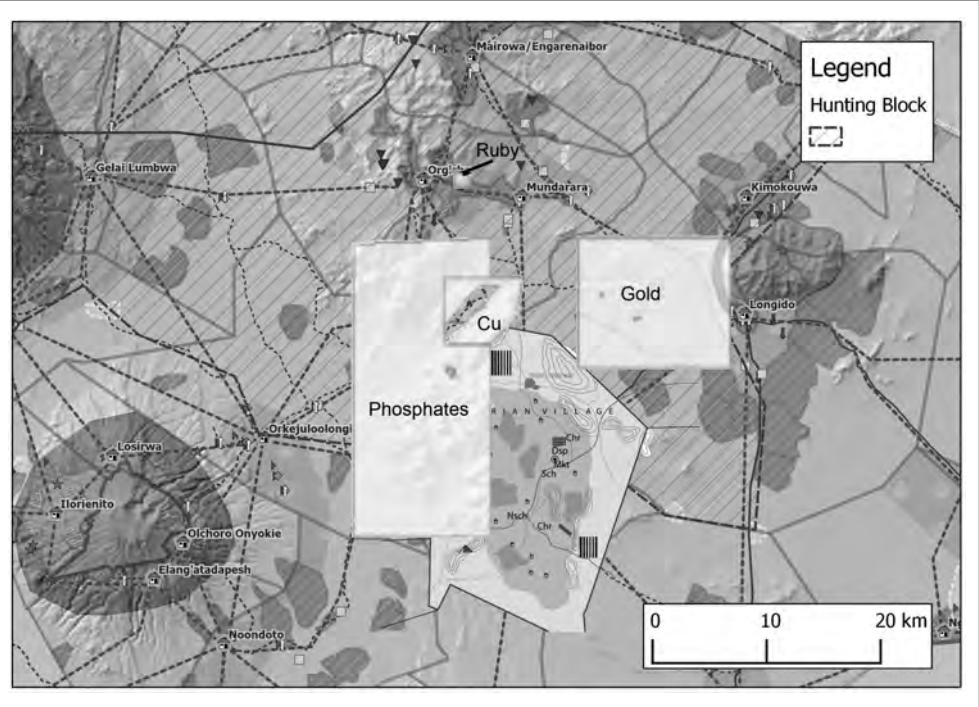 Mairowa/Engarenaibor
Legend
Hunting Block
Ruby
Gelai Lumbwa
Mundarara
Kimokouwa
Gold
Longido
Cu
Phosphates
RIAN VILLAGE
Orkejuloolongi
Chr
Dsp
Mkt
Sch
Losirwa
Ilorienito
Nsch
Chr
Olchoro Onyokie
Elang'atadapesh
Noondoto
0 10 20 km